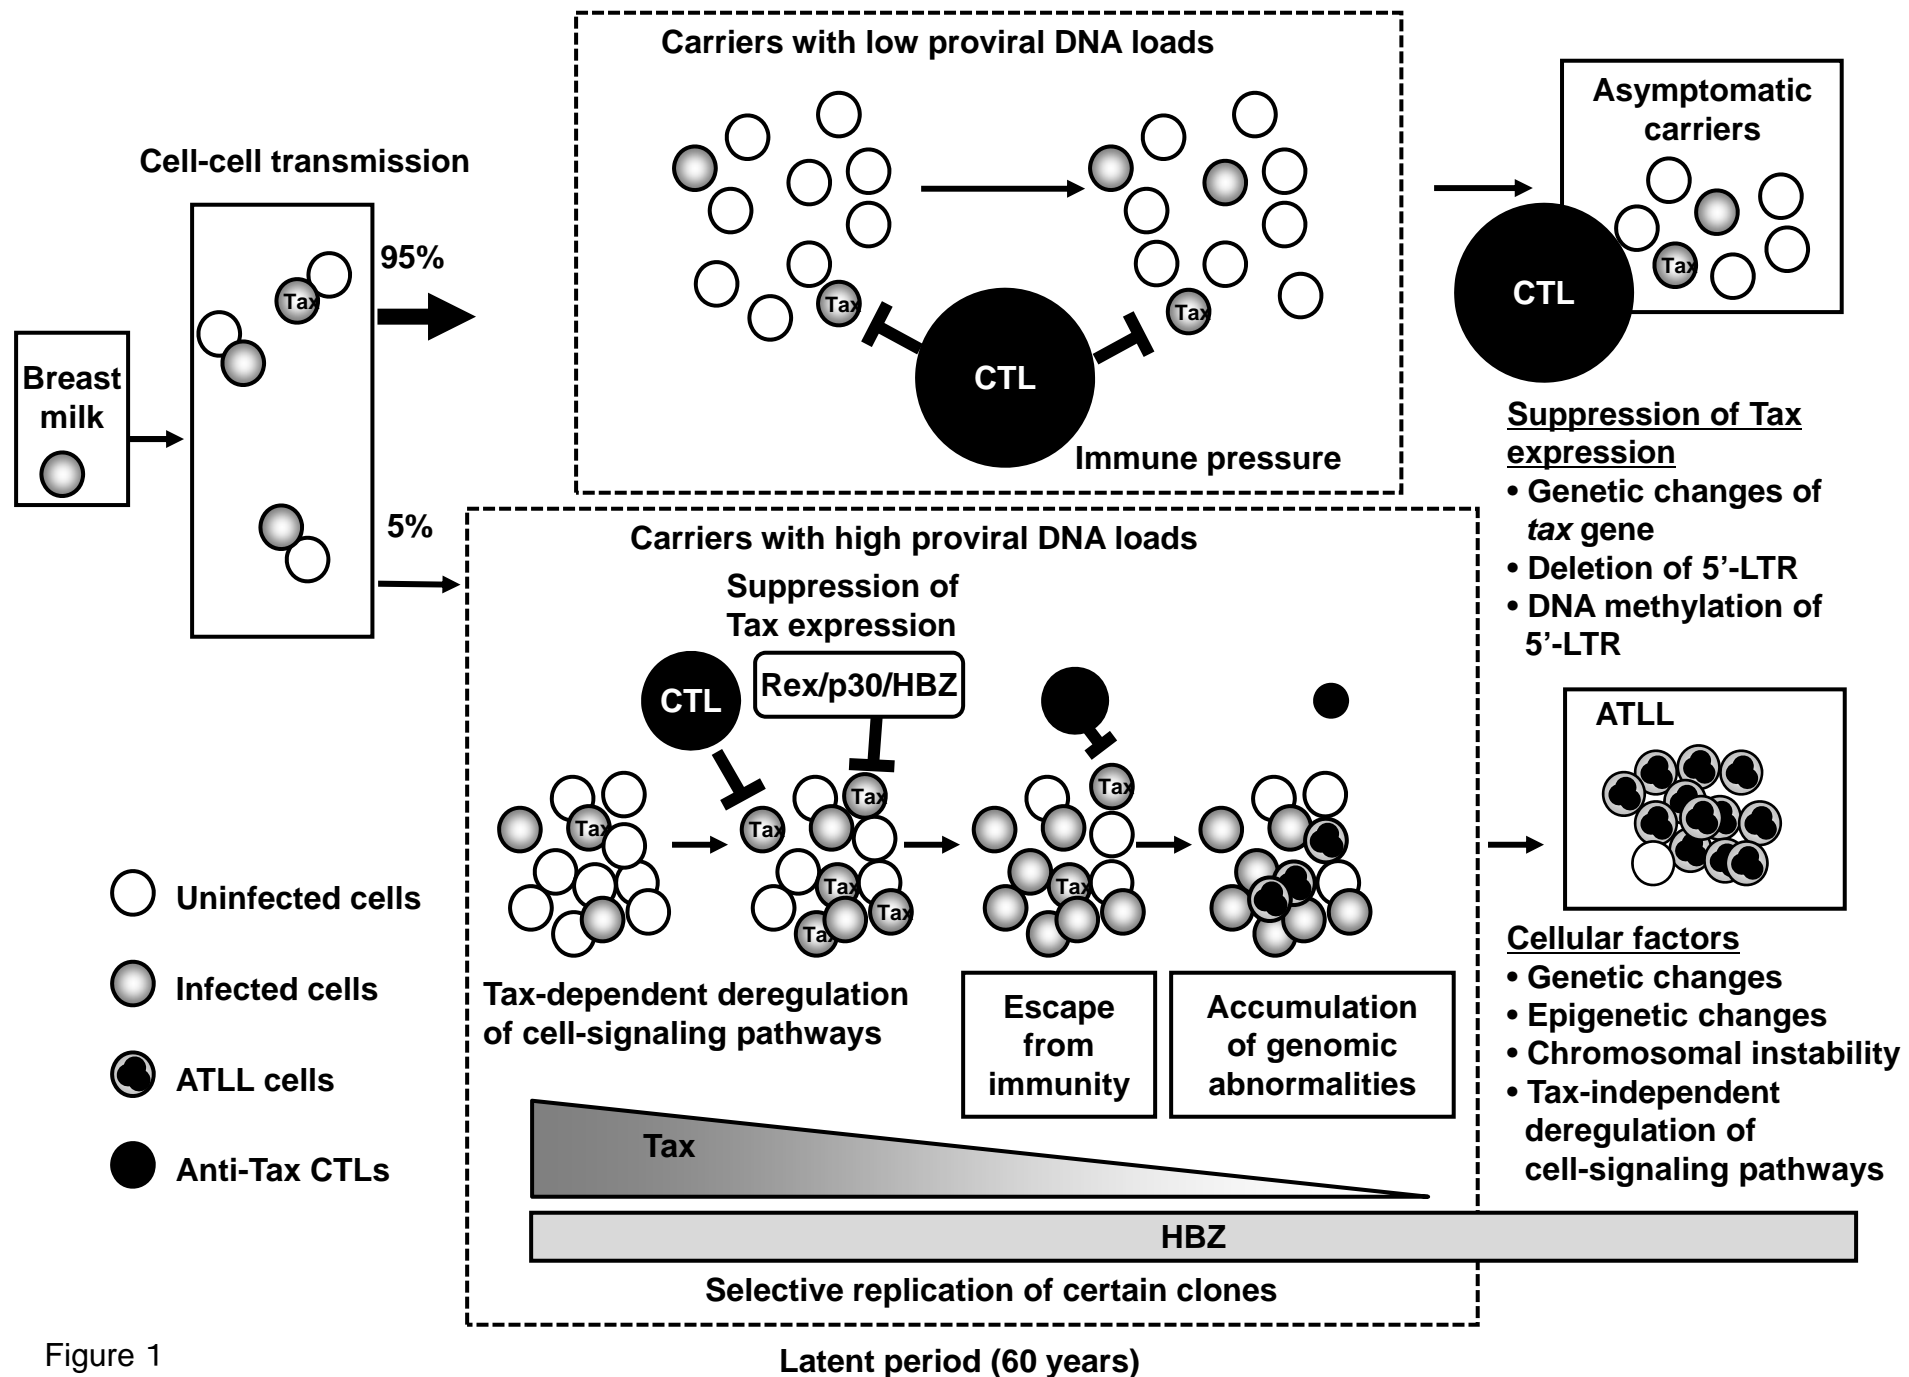 Carriers with low proviral DNA loads
Asymptomatic
carriers
Cell-cell transmission
95%
Tax
Tax
Tax
Tax
CTL
CTL
Breast
milk
Immune pressure
5%
Suppression of Tax
expression
• Genetic changes of
tax gene
• Deletion of 5’-LTR
• DNA methylation of
5’-LTR
Carriers with high proviral DNA loads
Suppression of
Tax expression
CTL
Rex/p30/HBZ
ATLL
Tax
Tax
Tax
Tax
Tax
Tax
Tax
Tax
Uninfected cells
Infected cells
ATLL cells
Anti-Tax CTLs
Tax-dependent deregulation
of cell-signaling pathways
Escape
from
immunity
Accumulation
of genomic
abnormalities
Cellular factors
• Genetic changes
• Epigenetic changes
• Chromosomal instability
• Tax-independent
deregulation of
cell-signaling pathways
Tax
HBZ
Selective replication of certain clones
Latent period (60 years)
Figure 1